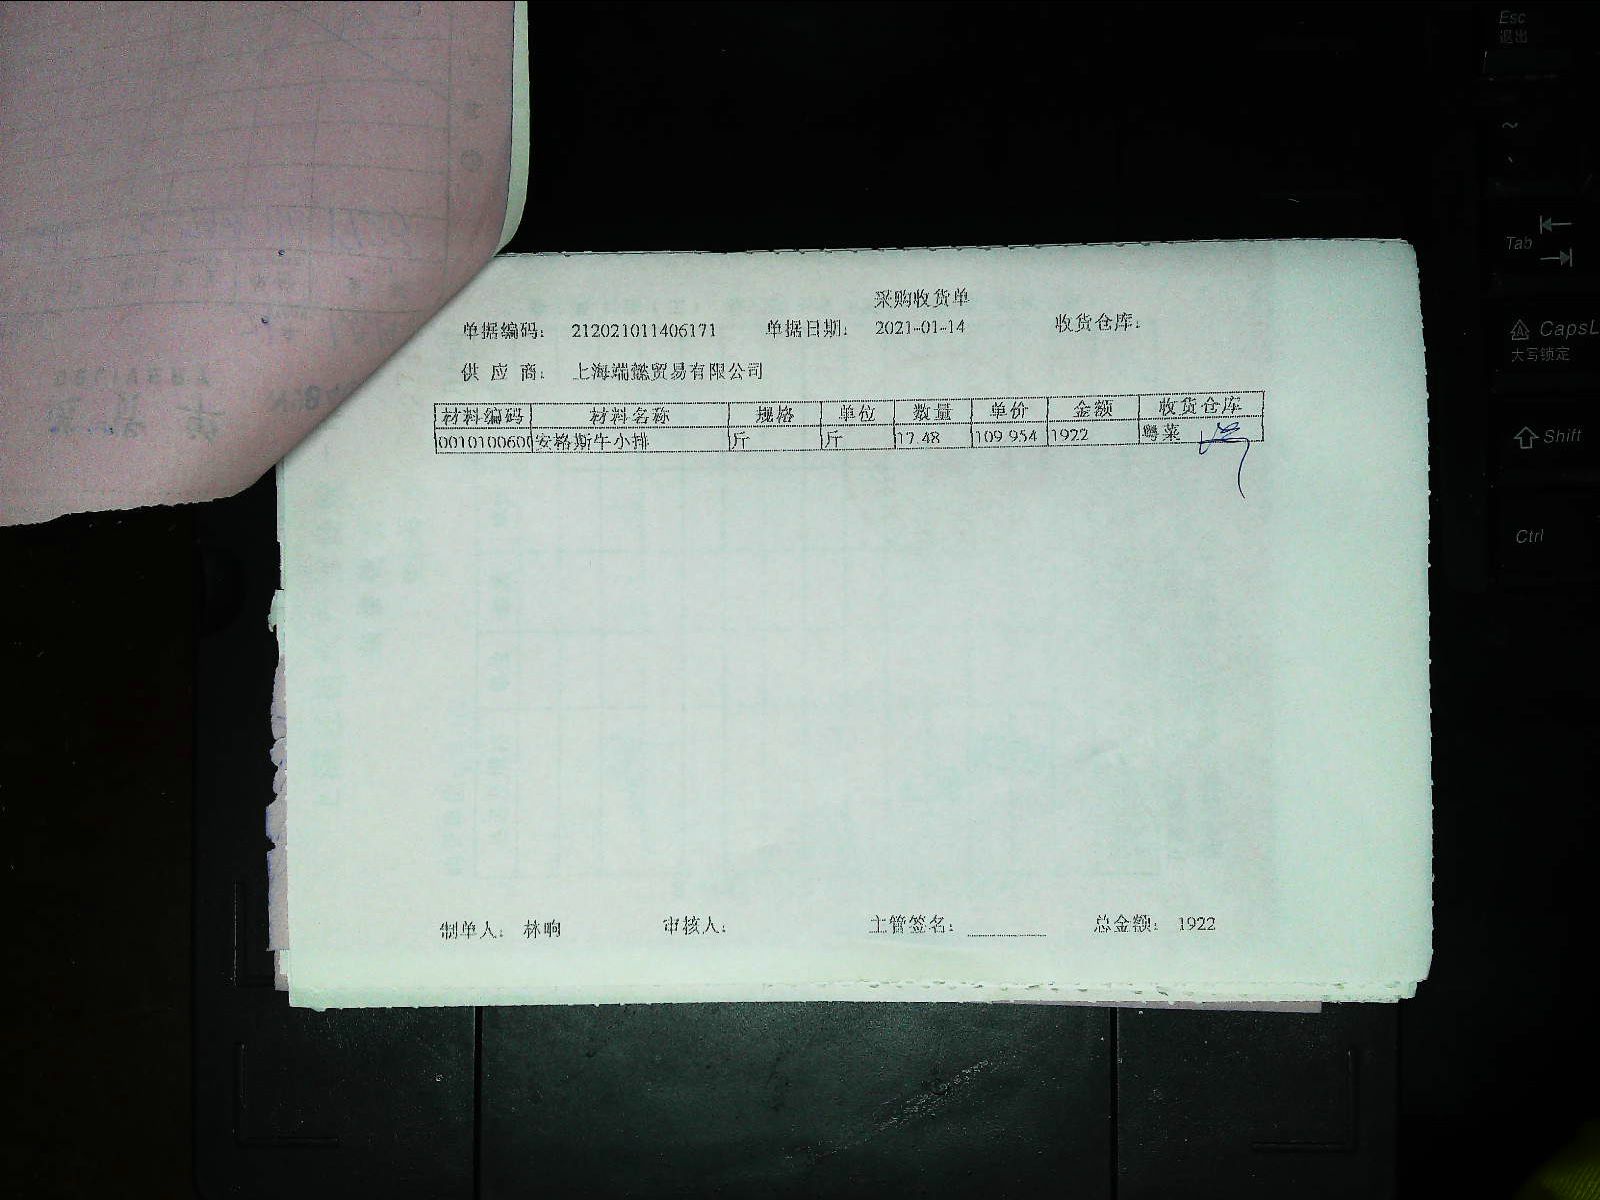 采购收货单
单据编码： 212021011406171 单据日期： 2021-01-14 收货仓库：
供 应 商： 上海端懿贸易有限公司
材料编码 材料名称 规格 单位 数量 单价 金额 收货仓库
0010100600 安格斯牛小排 斤 斤 17.48 109.954 1922 粤菜
制单人： 林响 审核人： 主管签名： 总金额： 1922
Esc
退出
~
Tab
CapsL
大写锁定
Shift
Ctrl